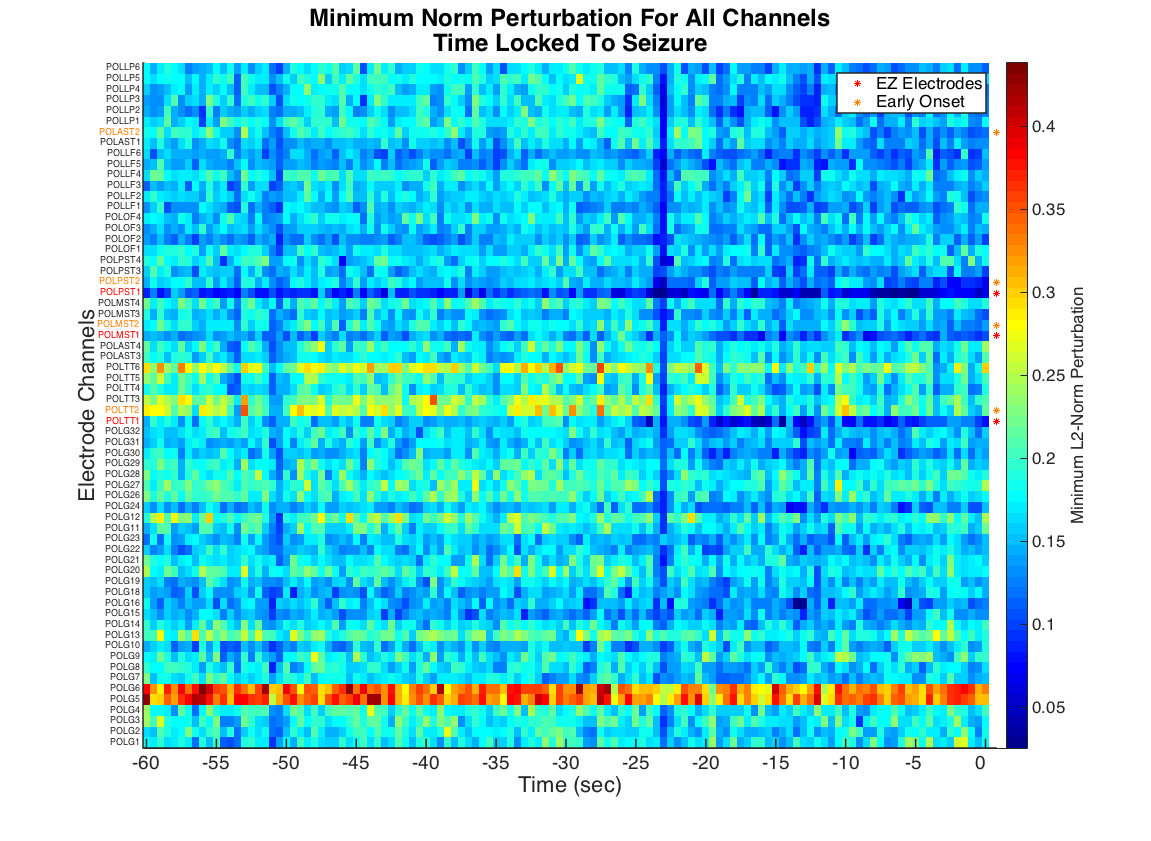 Minimum Norm Perturbation For All Channels
Time Locked To Seizure
EZ Electrodes
Early Onset
Electrode Channels
POLLP6
POLLP5
POLLP4
POLLP3
POLLP2
POLLP1
POLAST2
POLAST1
POLLF6
POLLF5
POLLF4
POLLF3
POLLF2
POLLF1
POLOF4
POLOF3
POLOF2
POLOF1
POLPST4
POLPST3
POLPST2
POLPST1
POLMST4
POLMST3
POLMST2
POLMST1
POLAST4
POLAST3
POLTT6
POLTT5
POLTT4
POLTT3
POLTT2
POLTT1
POLG32
POLG31
POLG30
POLG29
POLG28
POLG27
POLG26
POLG24
POLG12
POLG11
POLG23
POLG22
POLG21
POLG20
POLG19
POLG18
POLG16
POLG15
POLG14
POLG13
POLG10
POLG9
POLG8
POLG7
POLG6
POLG5
POLG4
POLG3
POLG2
POLG1
-60 -55 -50 -45 -40 -35 -30 -25 -20 -15 -10 -5 0
Time (sec)
0.4
0.35
0.3
0.25
0.2
0.15
0.1
0.05
Minimum L2-Norm Perturbation